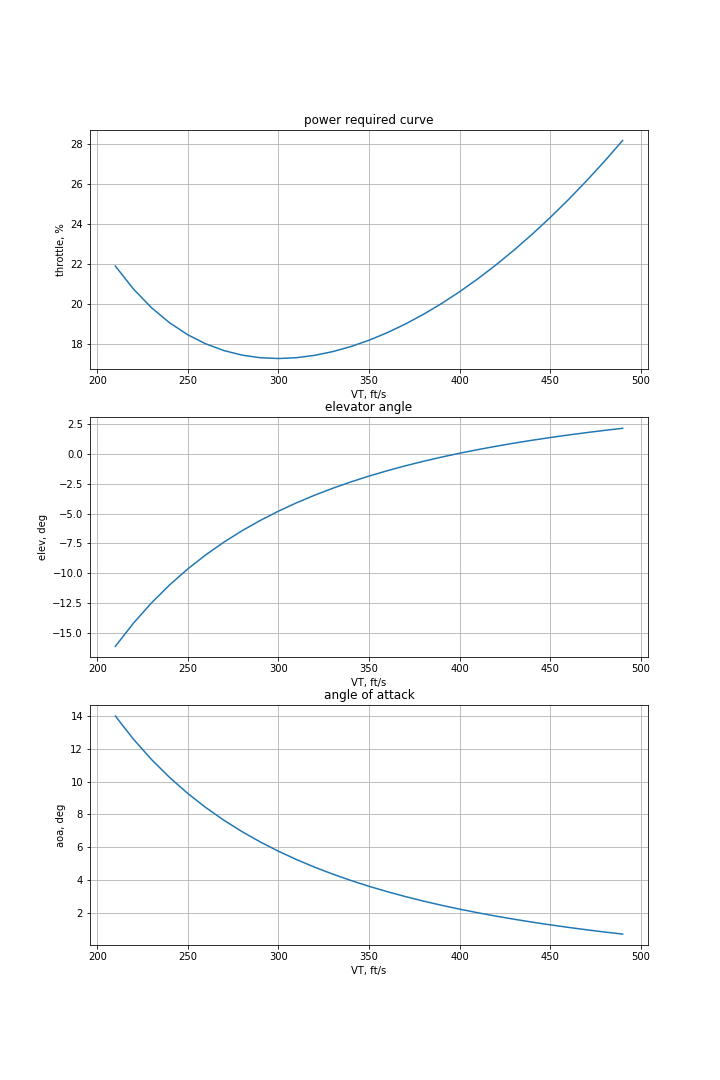 power required curve
throttle, %
28
26
24
22
20
18
200 250 300 350 400 450 500
VT, ft/s
elevator angle
elev, deg
2.5
0.0
−2.5
−5.0
−7.5
−10.0
−12.5
−15.0
200 250 300 350 400 450 500
VT, ft/s
angle of attack
aoa, deg
14
12
10
8
6
4
2
200 250 300 350 400 450 500
VT, ft/s